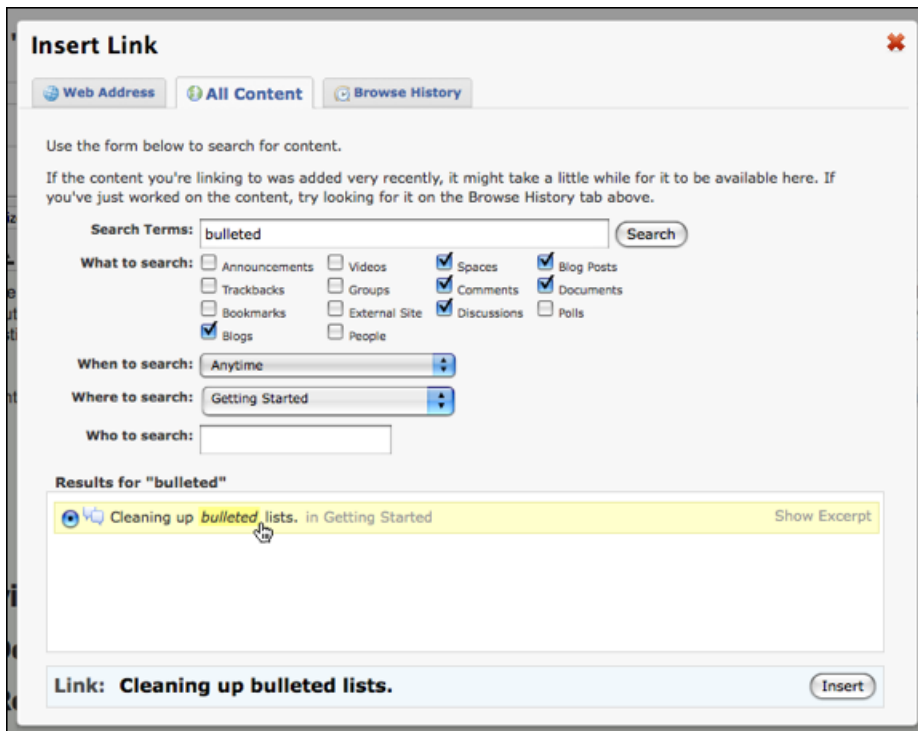 Insert Link
Web Address All Content Browse History
Use the form below to search for content.
If the content you're linking to was added very recently, it might take a little while for it to be available here. If
you've just worked on the content, try looking for it on the Browse History tab above.
Search Terms: bulleted Search
What to search: Announcements Videos Spaces Blog Posts
Trackbacks Groups Comments Documents
Bookmarks External Site Discussions Polls
Blogs People
When to search: Anytime
Where to search: Getting Started
Who to search:
Results for "bulleted"
Cleaning up bulleted lists. in Getting Started Show Excerpt
Link: Cleaning up bulleted lists. Insert